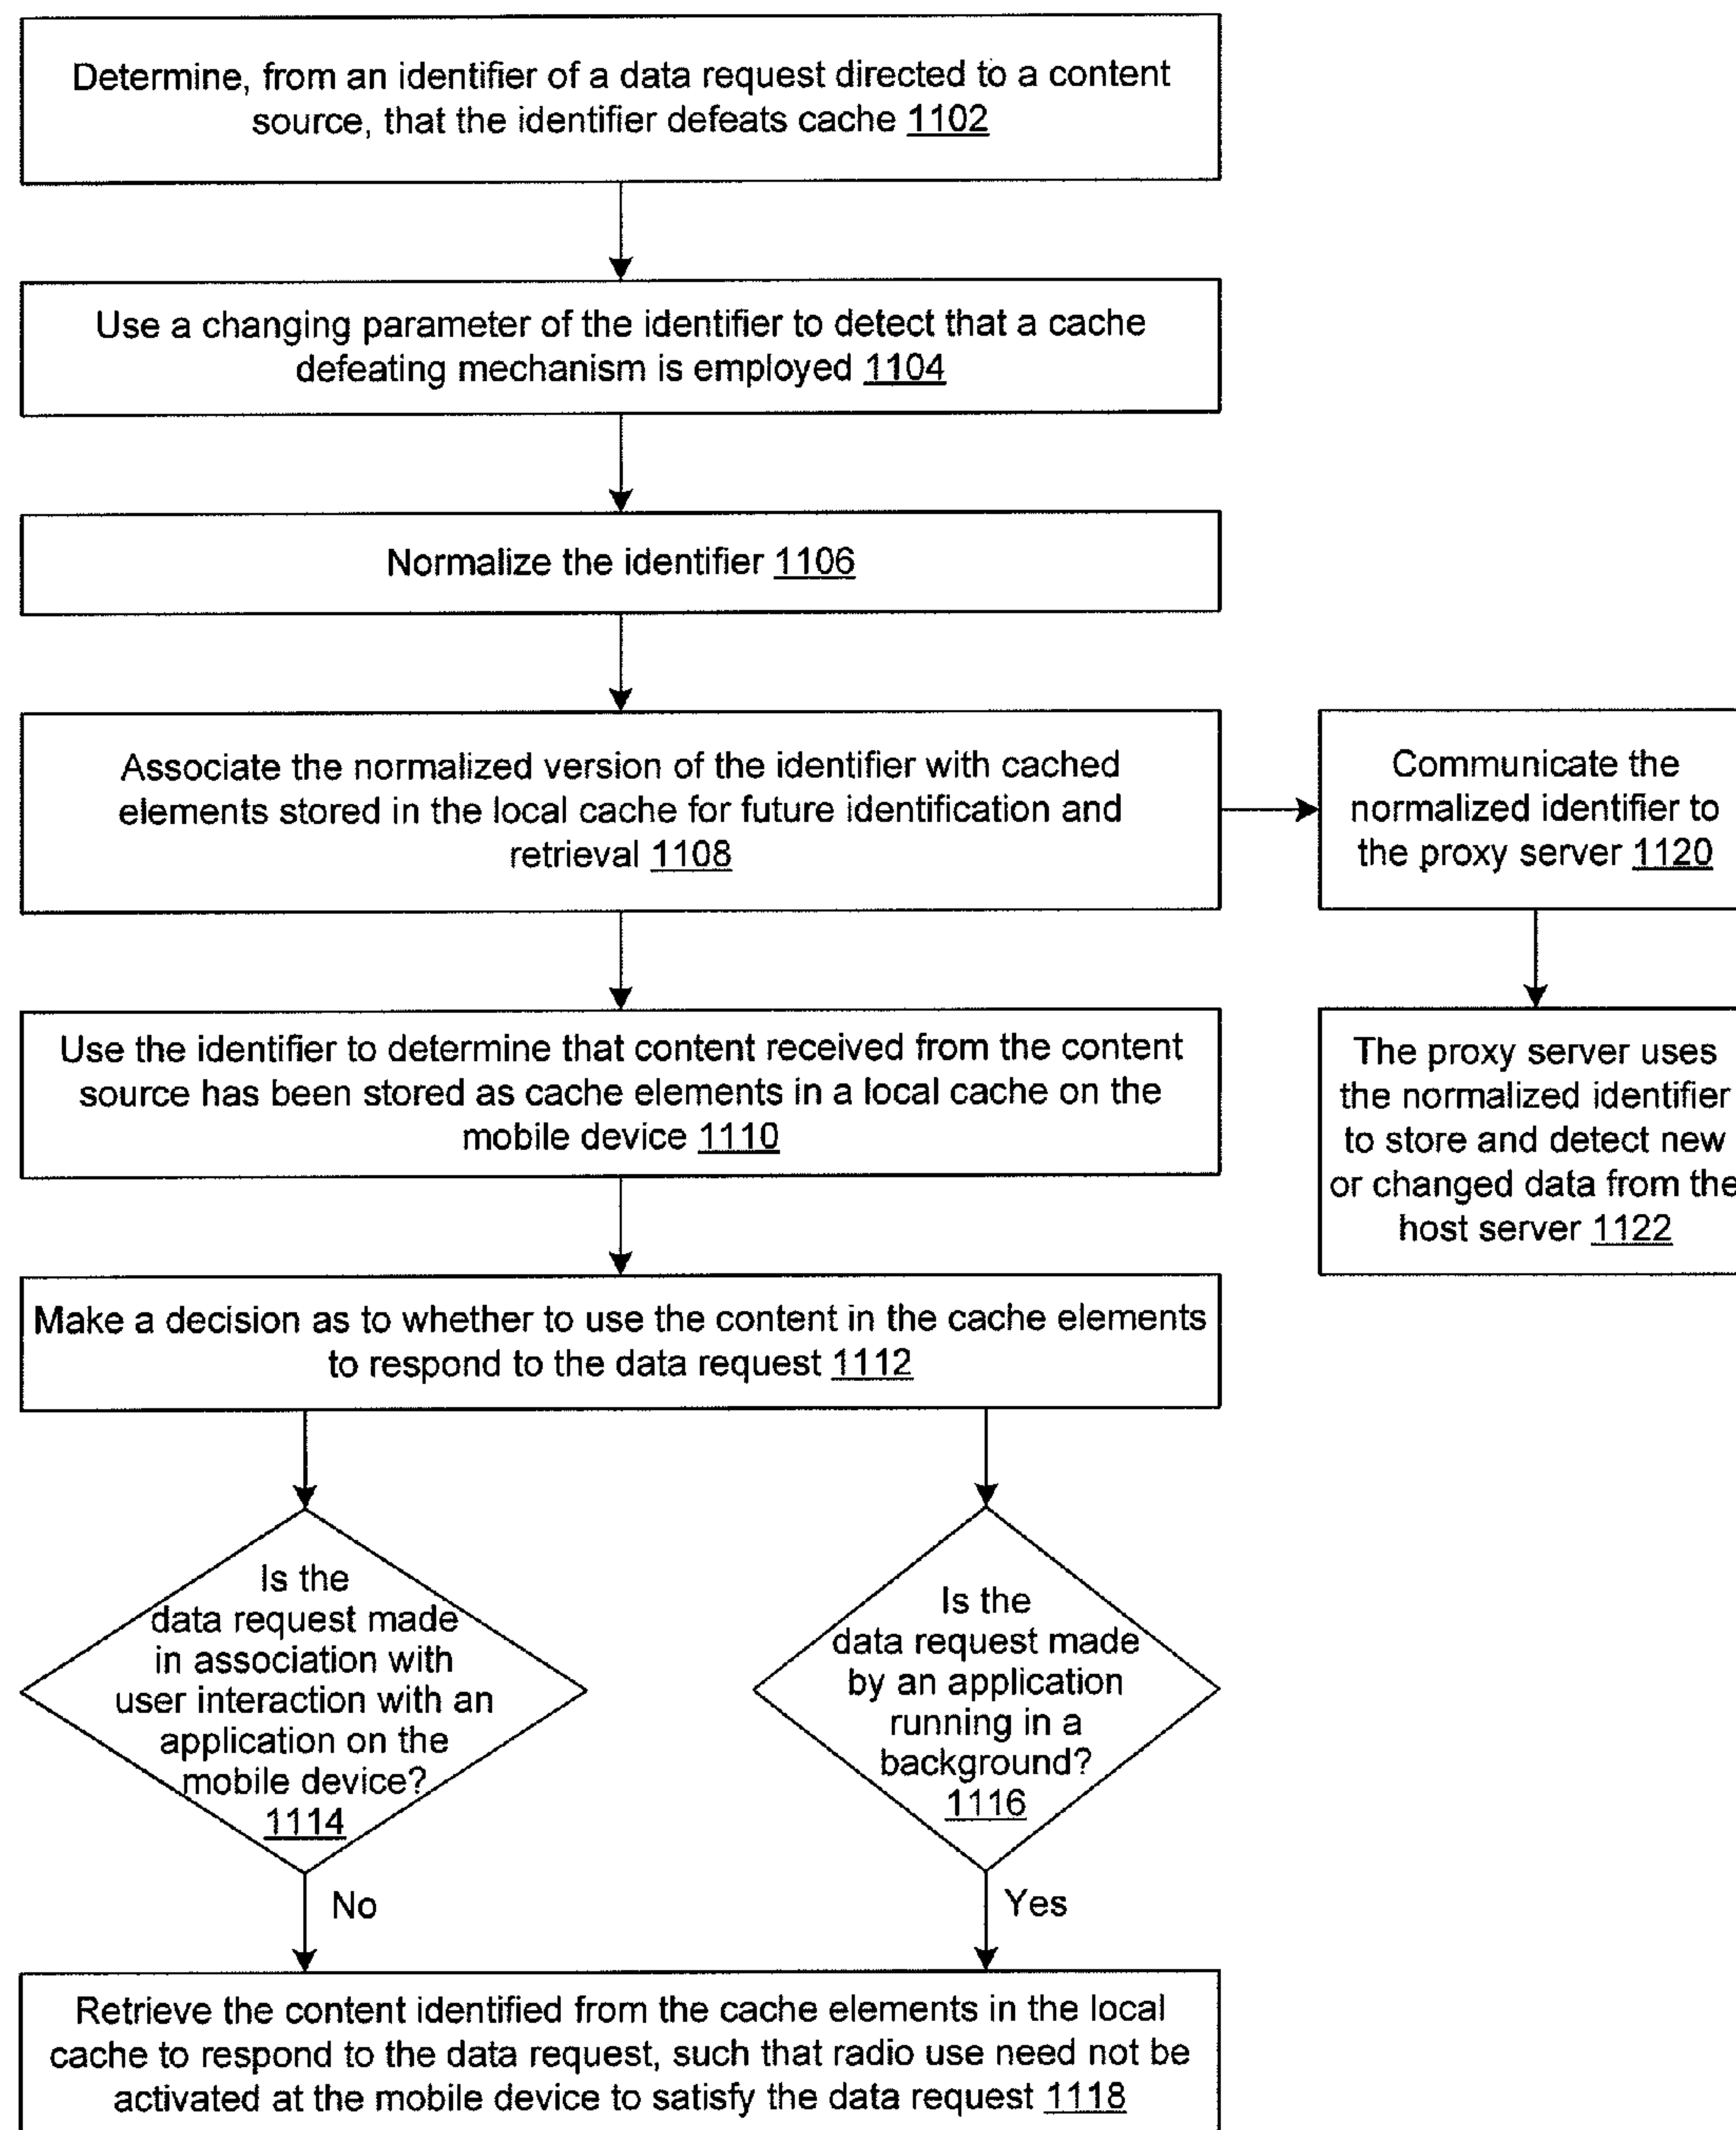 Determine, from an identifier of a data request directed to a content
source, that the identifier defeats cache 1102
Use a changing parameter of the identifier to detect that a cache
defeating mechanism is employed 1104
Normalize the identifier 1106
Associate the normalized version of the identifier with cached
elements stored in the local cache for future identification and
retrieval 1108
Communicate the
normalized identifier to
the proxy server 1120
Use the identifier to determine that content received from the content
source has been stored as cache elements in a local cache on the
mobile device 1110
The proxy server uses
the normalized identifier
to store and detect new
or changed data from the
host server 1122
Make a decision as to whether to use the content in the cache elements
to respond to the data request 1112
Is the
data request made
in association with
user interaction with an
application on the
mobile device?
1114
Is the
data request made
by an application
running in a
background?
1116
No
Yes
Retrieve the content identified from the cache elements in the local
cache to respond to the data request, such that radio use need not be
activated at the mobile device to satisfy the data request 1118